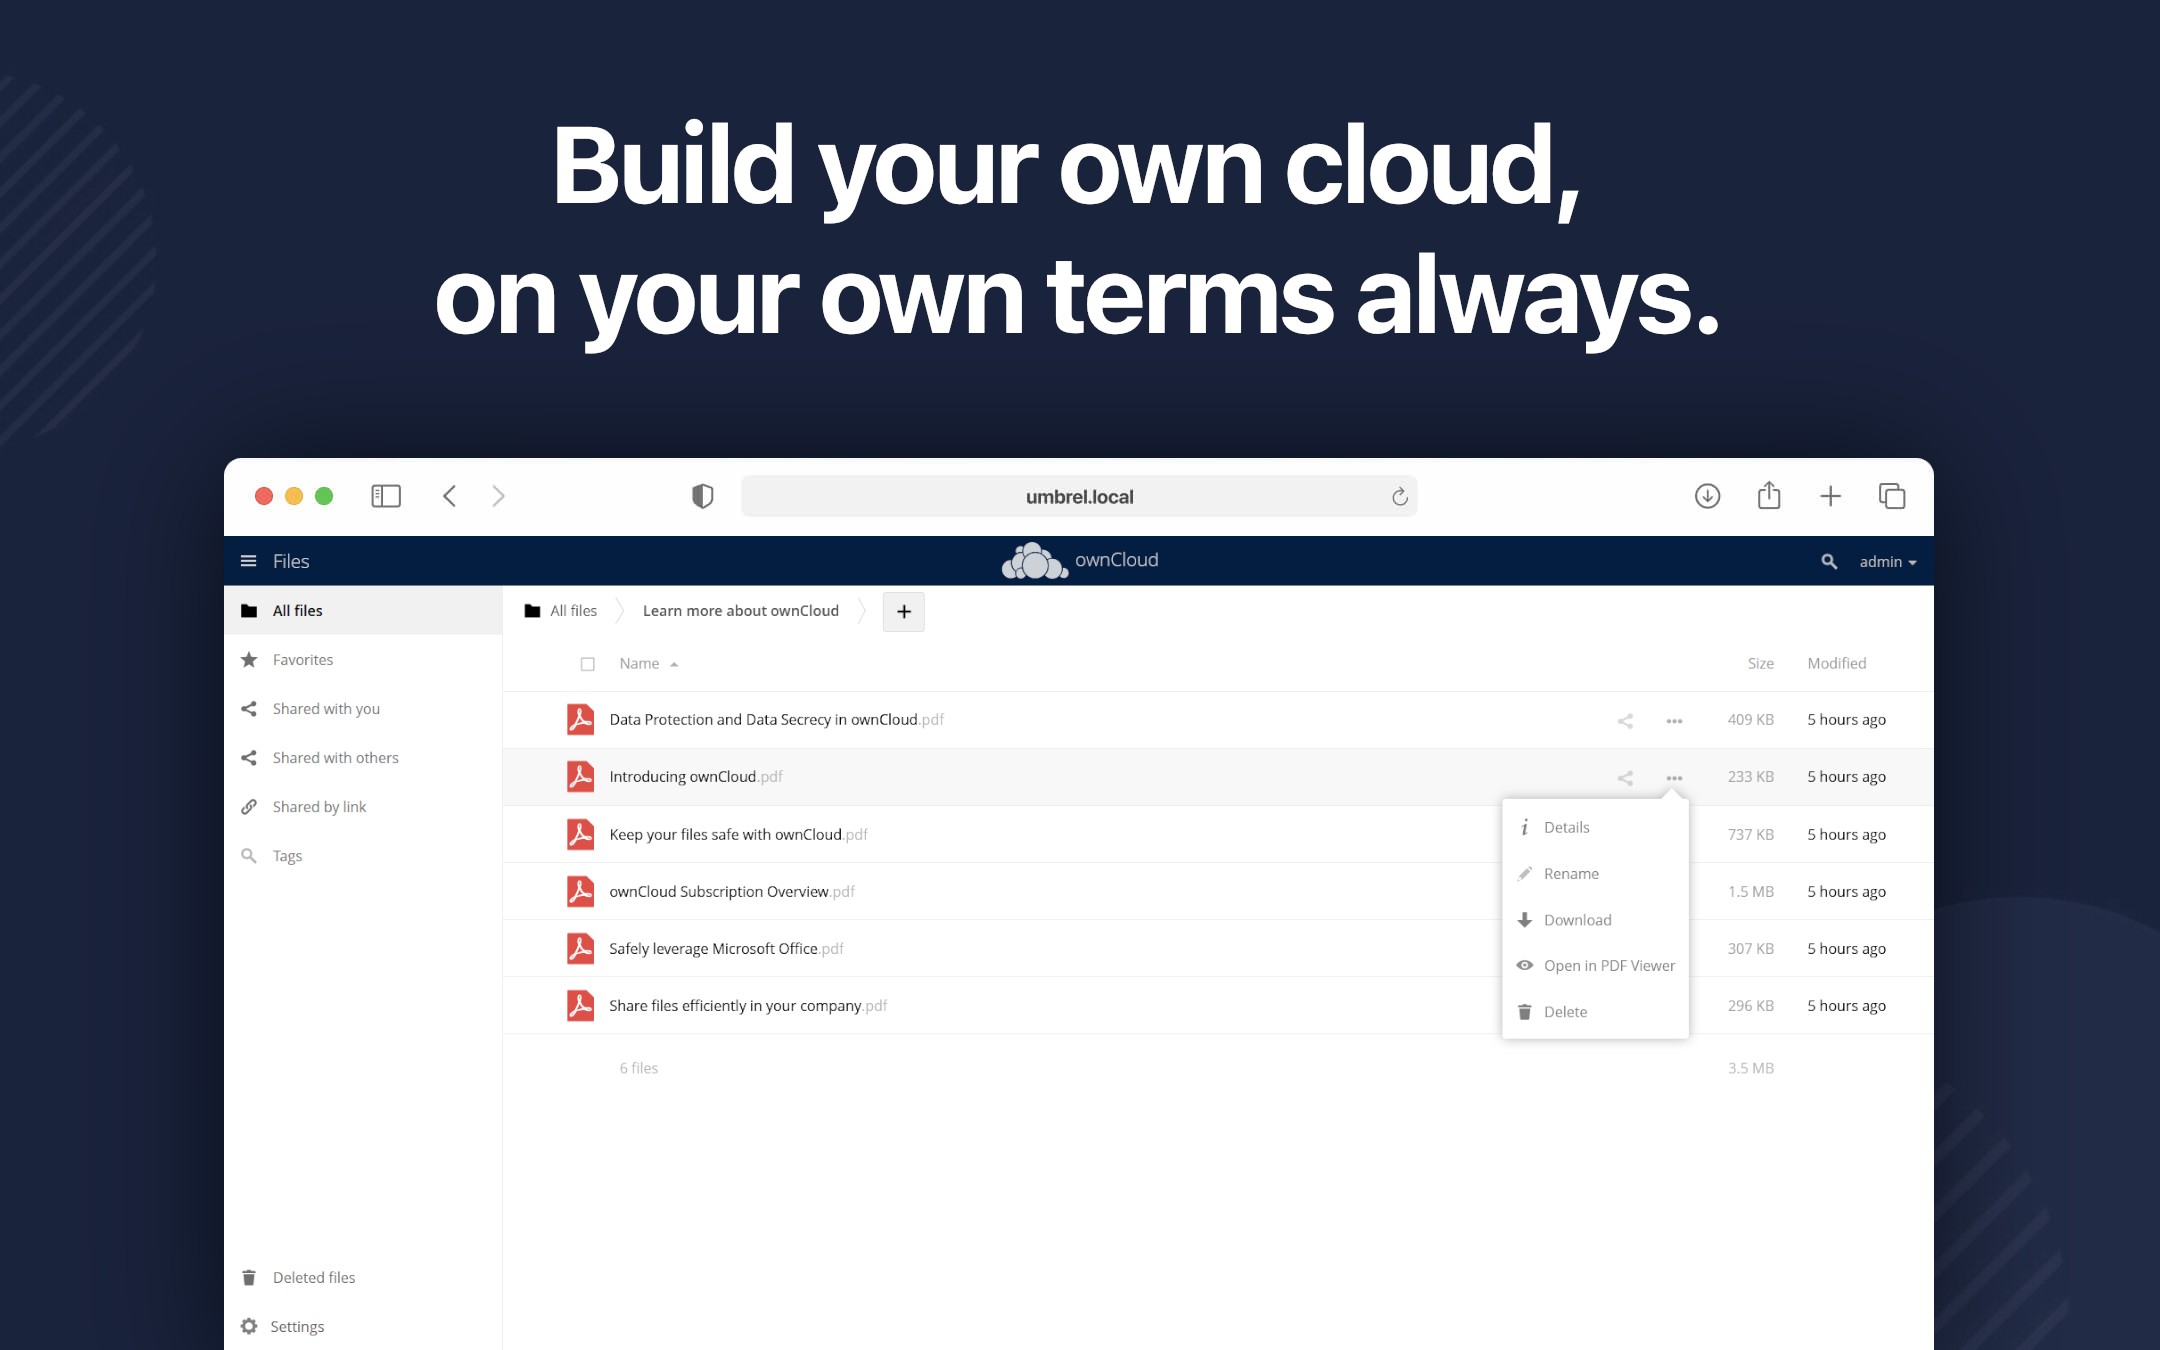 Build your own cloud,
on your own terms always.
umbrel.local
Files
ownCloud
admin
All files
Favorites
Shared with you
Shared with others
Shared by link
Tags
Deleted files
Settings
All files
Learn more about ownCloud
+
Name Size Modified
Data Protection and Data Secrecy in ownCloud.pdf 409 KB 5 hours ago
Introducing ownCloud.pdf 233 KB 5 hours ago
Keep your files safe with ownCloud.pdf 737 KB 5 hours ago
ownCloud Subscription Overview.pdf 1.5 MB 5 hours ago
Safely leverage Microsoft Office.pdf 307 KB 5 hours ago
Share files efficiently in your company.pdf 296 KB 5 hours ago
6 files 3.5 MB
Details
Rename
Download
Open in PDF Viewer
Delete